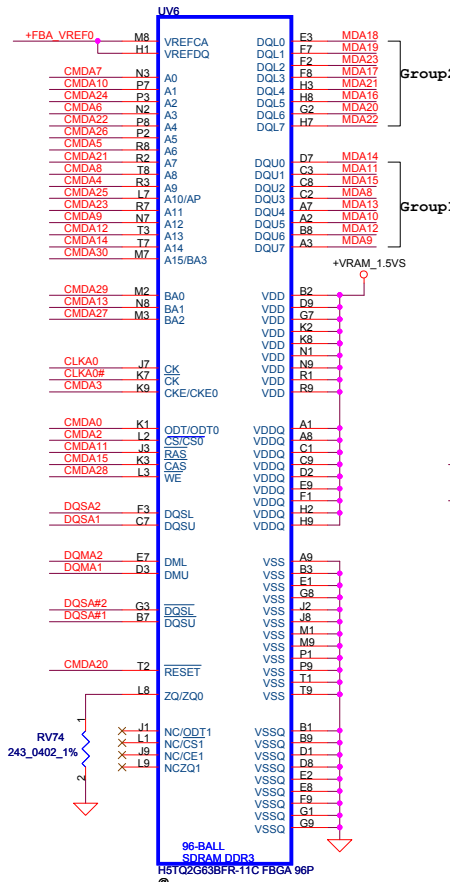 UV6
+FBA_VREF0 M8 VREFCA DQL0 E3 MDA18
H1 VREFDQ DQL1 F7 MDA19
DQL2 F2 MDA23
CMDA7 N3 A0 DQL3 F8 MDA17
CMDA10 P7 A1 DQL4 H3 MDA21
CMDA24 P3 A2 DQL5 H8 MDA16
CMDA6 N2 A3 DQL6 G2 MDA20
CMDA22 P8 A4 DQL7 H7 MDA22
Group2
CMDA26 P2 A5
CMDA5 R8 A6
CMDA21 R2 A7 DQU0 D7 MDA14
CMDA8 T8 A8 DQU1 C3 MDA11
CMDA4 R3 A9 DQU2 C8 MDA15
CMDA25 L7 A10/AP DQU3 C2 MDA8
CMDA23 R7 A11 DQU4 A7 MDA13
CMDA9 N7 A12 DQU5 A2 MDA10
CMDA12 T3 A13 DQU6 B8 MDA12
CMDA14 T7 A14 DQU7 A3 MDA9
Group1
CMDA30 M7 A15/BA3
+VRAM_1.5VS
CMDA29 M2 BA0 VDD B2
CMDA13 N8 BA1 VDD D9
CMDA27 M3 BA2 VDD G7
VDD K2
VDD K8
VDD N1
CLKA0 J7 CK VDD N9
CLKA0# K7 CK VDD R1
CMDA3 K9 CKE/CKE0 VDD R9
CMDA0 K1 ODT/ODT0 VDDQ A1
CMDA2 L2 CS/CS0 VDDQ A8
CMDA11 J3 RAS VDDQ C1
CMDA15 K3 CAS VDDQ C9
CMDA28 L3 WE VDDQ D2
VDDQ E9
VDDQ F1
DQSA2 F3 DQSL VDDQ H2
DQSA1 C7 DQSU VDDQ H9
DQMA2 E7 DML VSS A9
DQMA1 D3 DMU VSS B3
VSS E1
VSS G8
DQSA#2 G3 DQSL VSS J2
DQSA#1 B7 DQSU VSS J8
VSS M1
VSS M9
VSS P1
CMDA20 T2 RESET VSS P9
VSS T1
L8 ZQ/ZQ0 VSS T9
1
RV74
243_0402_1%
2
J1 NC/ODT1 VSSQ B1
L1 NC/CS1 VSSQ B9
J9 NC/CE1 VSSQ D1
L9 NCZQ1 VSSQ D8
VSSQ E2
VSSQ E8
VSSQ F9
VSSQ G1
VSSQ G9
96-BALL
SDRAM DDR3
H5TQ2G63BFR-11C FBGA 96P
@